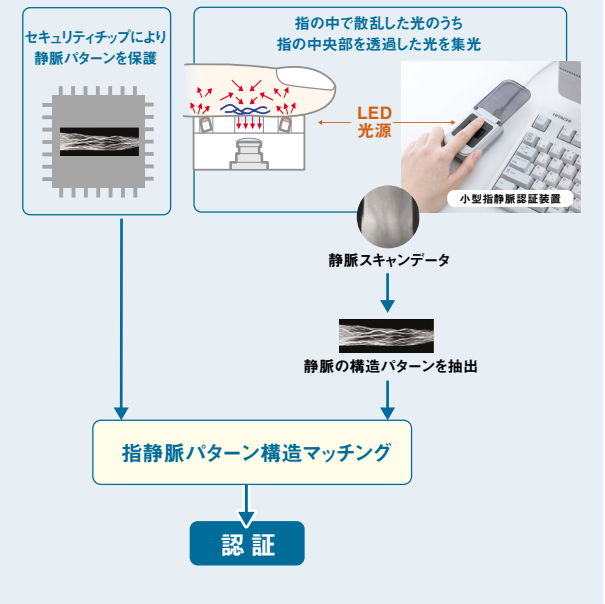 セキュリティチップにより
静脈パターンを保護
指の中で散乱した光のうち
指の中央部を透過した光を集光
LED
光源
HITACHI
小型指静脈認証装置
静脈スキャンデータ
静脈の構造パターンを抽出
指静脈パターン構造マッチング
認証